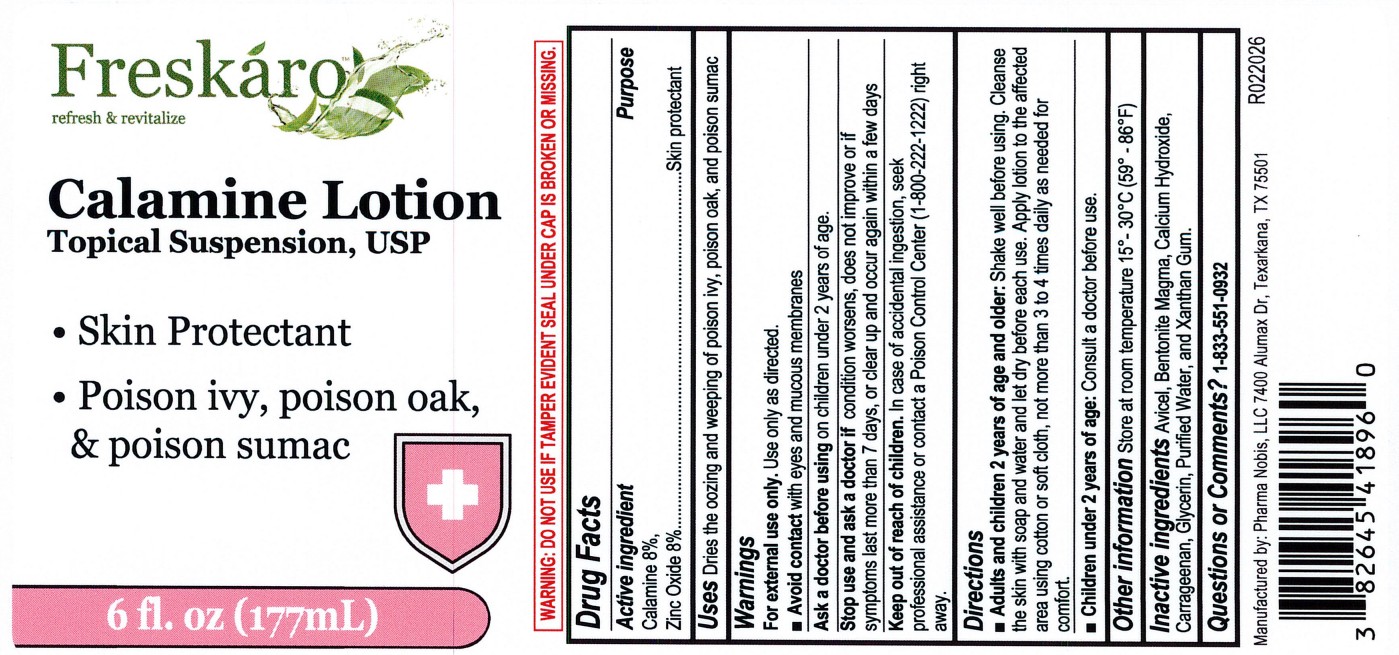 Freskáro™
refresh & revitalize
Calamine Lotion
Topical Suspension, USP
• Skin Protectant
• Poison ivy, poison oak,
& poison sumac
6 fl. oz (177mL)
WARNING: DO NOT USE IF TAMPER EVIDENT SEAL UNDER CAP IS BROKEN OR MISSING.
Drug Facts
Active ingredient Purpose
Calamine 8%,
Zinc Oxide 8%..........Skin protectant
Uses Dries the oozing and weeping of poison ivy, poison oak, and poison sumac
Warnings
For external use only. Use only as directed.
■ Avoid contact with eyes and mucous membranes
Ask a doctor before using on children under 2 years of age.
Stop use and ask a doctor if condition worsens, does not improve or if
symptoms last more than 7 days, or clear up and occur again within a few days
Keep out of reach of children. In case of accidental ingestion, seek
professional assistance or contact a Poison Control Center (1-800-222-1222) right
away.
Directions
■ Adults and children 2 years of age and older: Shake well before using. Cleanse
the skin with soap and water and let dry before each use. Apply lotion to the affected
area using cotton or soft cloth, not more than 3 to 4 times daily as needed for
comfort.
■ Children under 2 years of age: Consult a doctor before use.
Other information Store at room temperature 15°- 30°C (59° - 86°F)
Inactive ingredients Avicel, Bentonite Magma, Calcium Hydroxide,
Carrageenan, Glycerin, Purified Water, and Xanthan Gum.
Questions or Comments? 1-833-551-0932
Manufactured by: Pharma Nobis, LLC 7400 Alumax Dr, Texarkana, TX 75501 R022026
3 82645 41896 0